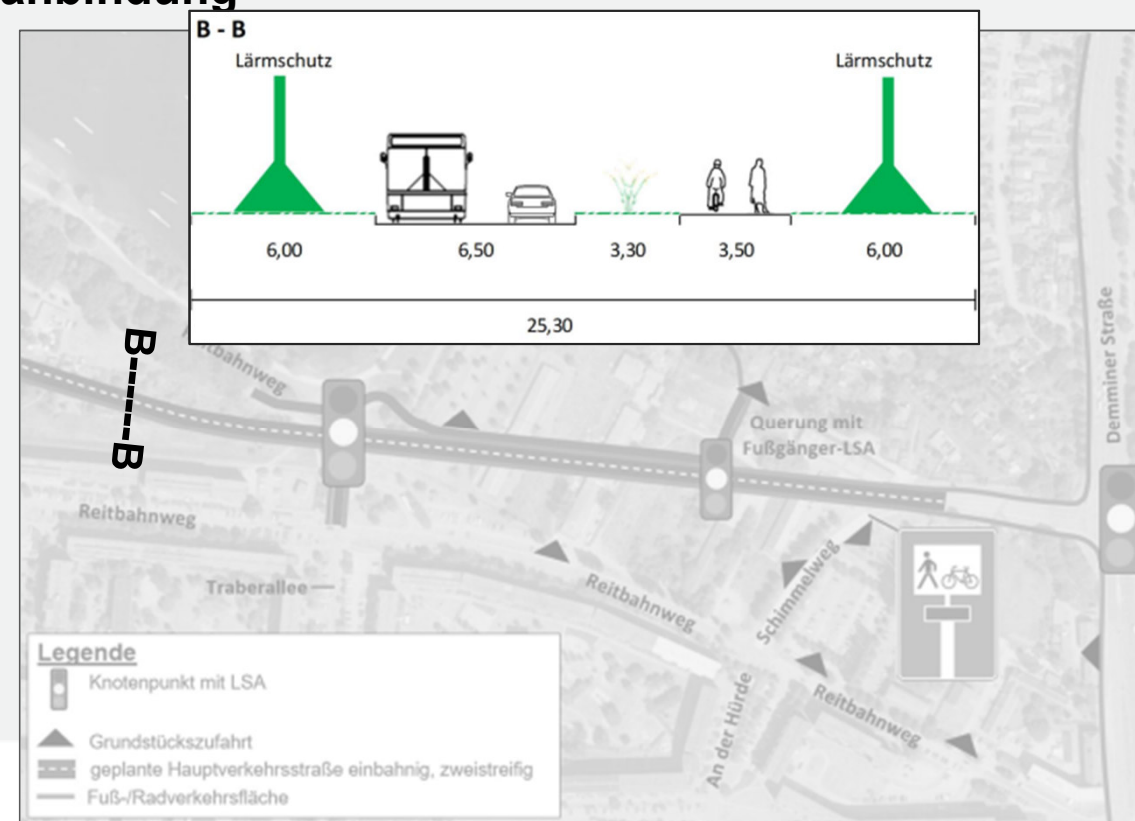 anbindung
B - B
Lärmschutz
Lärmschutz
6,00
6,50
3,30
3,50
6,00
25,30
Demminer Straße
B
B
Querung mit
Fußgänger-LSA
Reitbahnweg
Traberallee
Reitbahnweg
Schimmelweg
An der Hürde
Reitbahnweg
Legende
Knotenpunkt mit LSA
Grundstückszufahrt
geplante Hauptverkehrsstraße einbahnig, zweistreifig
Fuß-/Radverkehrsfläche